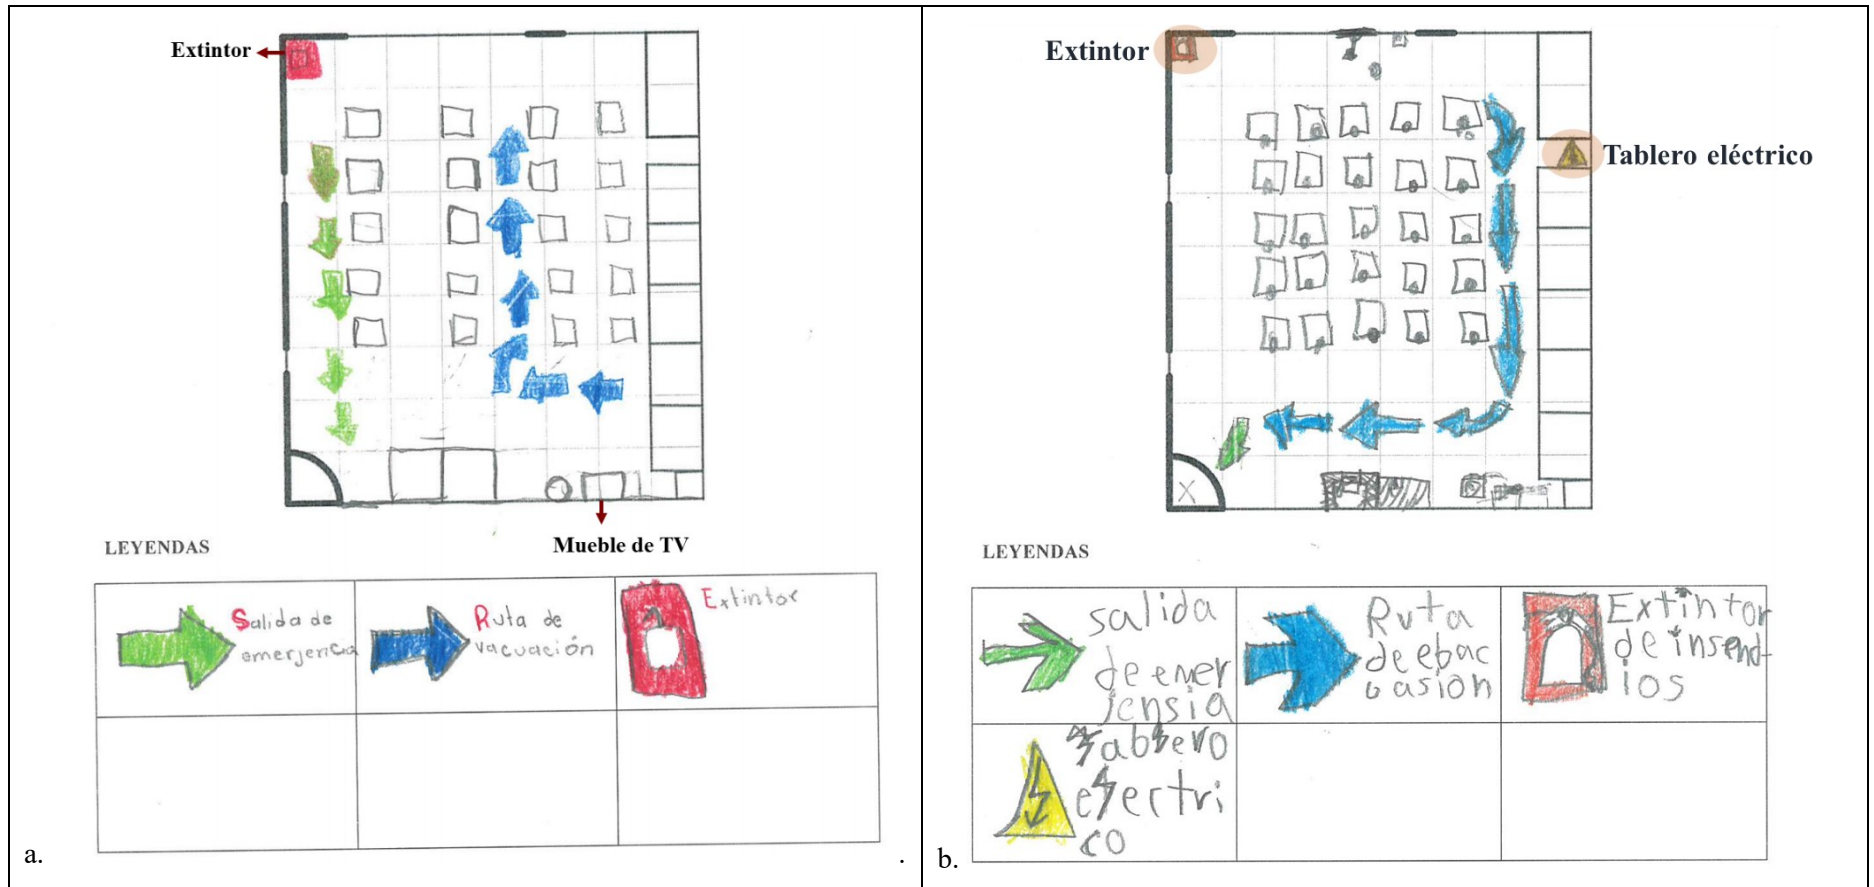 Extintor
Mueble de TV
LEYENDAS
Salida de
emerjencia
Ruta de
vacuación
Extintor
a.
.
Extintor
Tablero eléctrico
X
LEYENDAS
salida
de emer
jensia
Ruta
de ebac
uasion
Extintor
de insend-
ios
tablero
elertri
co
b.